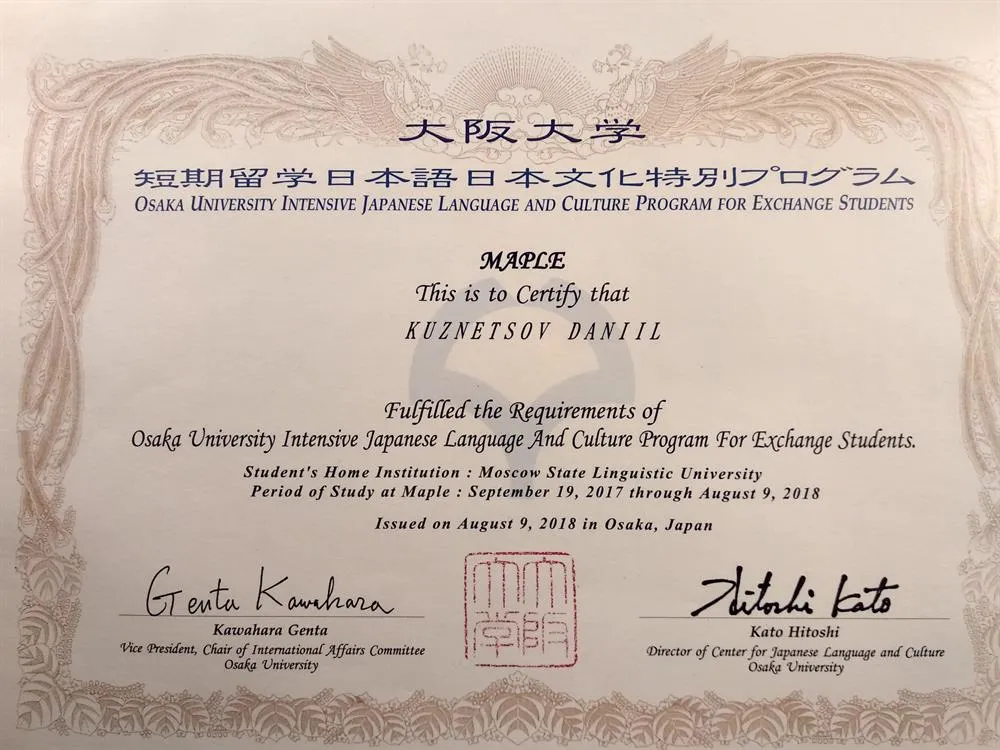 大阪大学
短期留学日本語日本文化特別プログラム
OSAKA UNIVERSITY INTENSIVE JAPANESE LANGUAGE AND CULTURE PROGRAM FOR EXCHANGE STUDENTS
MAPLE
This is to Certify that
KUZNETSOV DANIIL
Fulfilled the Requirements of
Osaka University Intensive Japanese Language And Culture Program For Exchange Students.
Student's Home Institution : Moscow State Linguistic University
Period of Study at Maple : September 19, 2017 through August 9, 2018
Issued on August 9, 2018 in Osaka, Japan
Genta Kawahara
Kawahara Genta
Vice President, Chair of International Affairs Committee
Osaka University
大阪
大学
Hitoshi Kato
Kato Hitoshi
Director of Center for Japanese Language and Culture
Osaka University